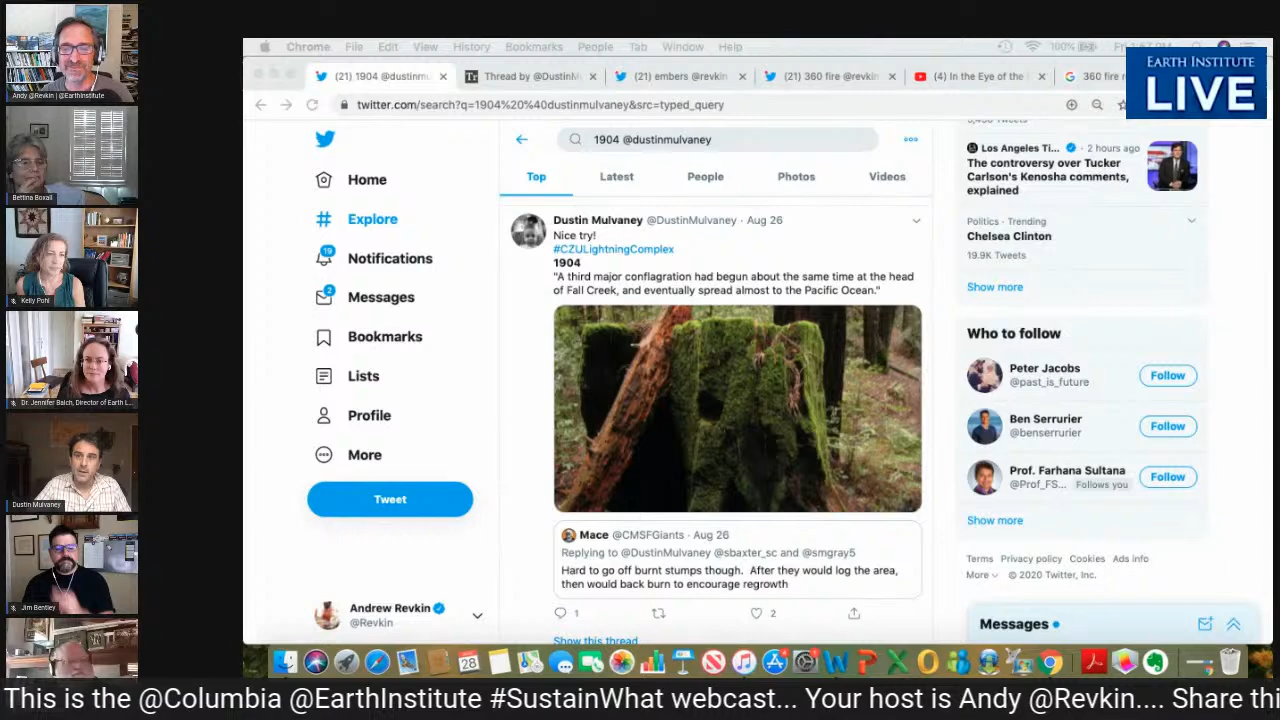 Andy @Revkin | @EarthInstitute
Bettina Boxall
Kelly Pohl
Dr. Jennifer Balch, Director of Earth L...
Dustin Mulvaney
Jim Bentley
Chrome File Edit View History Bookmarks People Tab Window Help
100%
EARTH INSTITUTE
LIVE
(21) 1904 @dustinmu
Thread by @DustinM
(21) embers @revkin
(21) 360 fire @revkin
(4) In the Eye of the
360 fire
twitter.com/search?q=1904%20%40dustinmulvaney&src=typed_query
1904 @dustinmulvaney
Top Latest People Photos Videos
Home
Explore
19
Notifications
2
Messages
Bookmarks
Lists
Profile
More
Tweet
Andrew Revkin
@Revkin
Dustin Mulvaney @DustinMulvaney · Aug 26
Nice try!
#CZULightningComplex
1904
"A third major conflagration had begun about the same time at the head
of Fall Creek, and eventually spread almost to the Pacific Ocean."
Mace @CMSFGiants · Aug 26
Replying to @DustinMulvaney @sbaxter_sc and @smgray5
Hard to go off burnt stumps though. After they would log the area,
then would back burn to encourage regrowth
1 2
Show this thread
Los Angeles Ti... · 2 hours ago
The controversy over Tucker
Carlson's Kenosha comments,
explained
Politics · Trending
Chelsea Clinton
19.9K Tweets
Show more
Who to follow
Peter Jacobs
@past_is_future
Follow
Ben Serrurier
@benserrurier
Follow
Prof. Farhana Sultana
@Prof_FS... Follows you
Follow
Show more
Terms Privacy policy Cookies Ads info
More © 2020 Twitter, Inc.
Messages
28
This is the @Columbia @EarthInstitute #SustainWhat webcast... Your host is Andy @Revkin.... Share thi